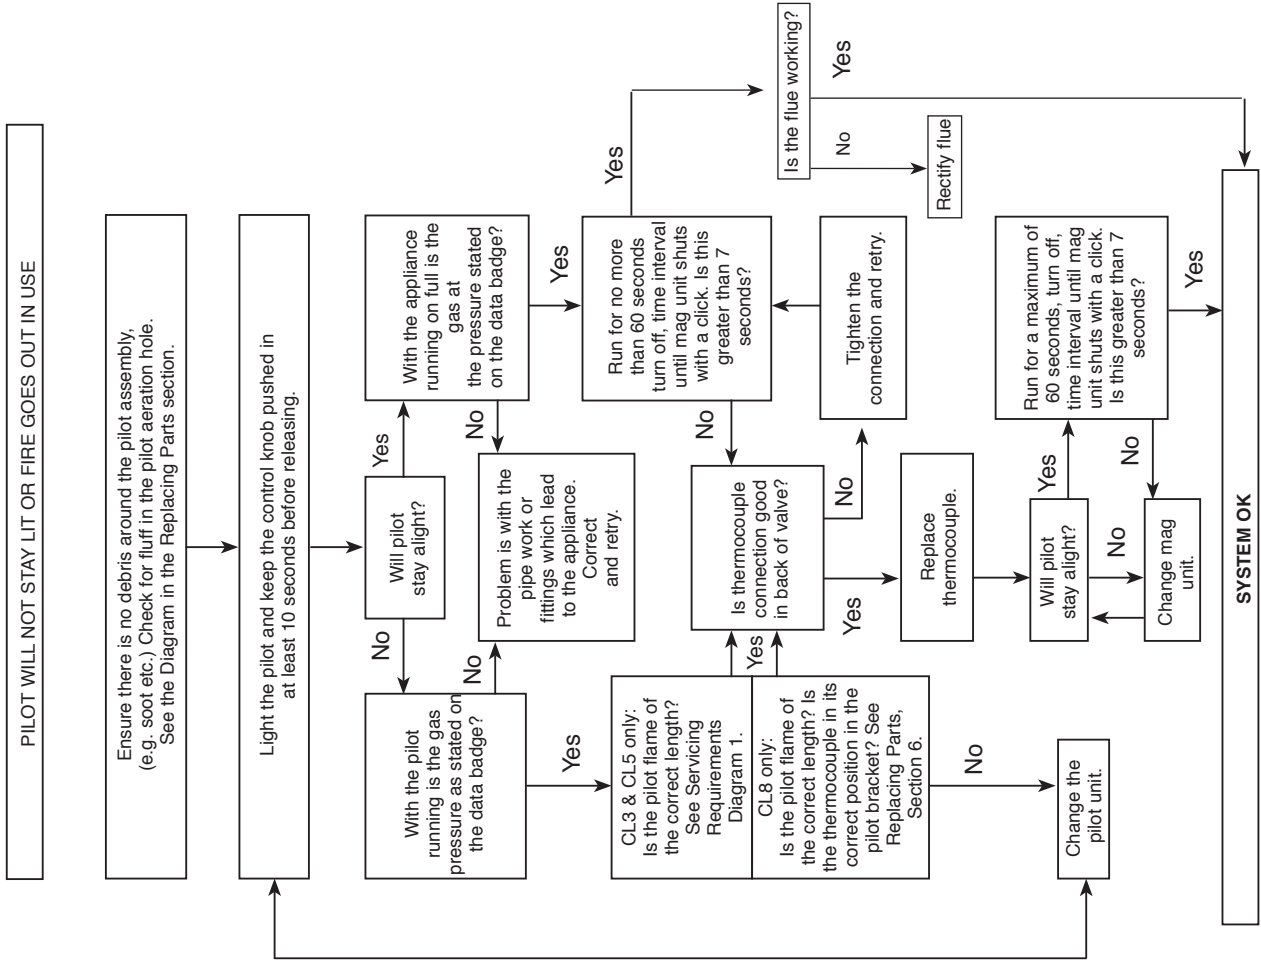 PILOT WILL NOT STAY LIT OR FIRE GOES OUT IN USE
Ensure there is no debris around the pilot assembly,
(e.g. soot etc.) Check for fluff in the pilot aeration hole.
See the Diagram in the Replacing Parts section.
Light the pilot and keep the control knob pushed in
at least 10 seconds before releasing.
No
Will pilot
stay alight?
Yes
With the pilot
running is the gas
pressure as stated on
the data badge?
No
Problem is with the
pipe work or
fittings which lead
to the appliance.
Correct
and retry.
No
With the appliance
running on full is the
gas at
the pressure stated
on the data badge?
Yes
Yes
CL3 & CL5 only:
Is the pilot flame of
the correct length?
See Servicing
Requirements
Diagram 1.
CL8 only:
Is the pilot flame of
the correct length? Is
the thermocouple in its
correct position in the
pilot bracket? See
Replacing Parts,
Section 6.
Yes
Is thermocouple
connection good
in back of valve?
No
Run for no more
than 60 seconds
turn off, time interval
until mag unit shuts
with a click. Is this
greater than 7
seconds?
Yes
Is the flue working?
No
Yes
Rectify flue
Yes
No
Tighten the
connection and retry.
Replace
thermocouple.
No
Change the
pilot unit.
Will pilot
stay alight?
Yes
Run for a maximum of
60 seconds, turn off,
time interval until mag
unit shuts with a click.
Is this greater than 7
seconds?
No
No
Change mag
unit.
Yes
SYSTEM OK